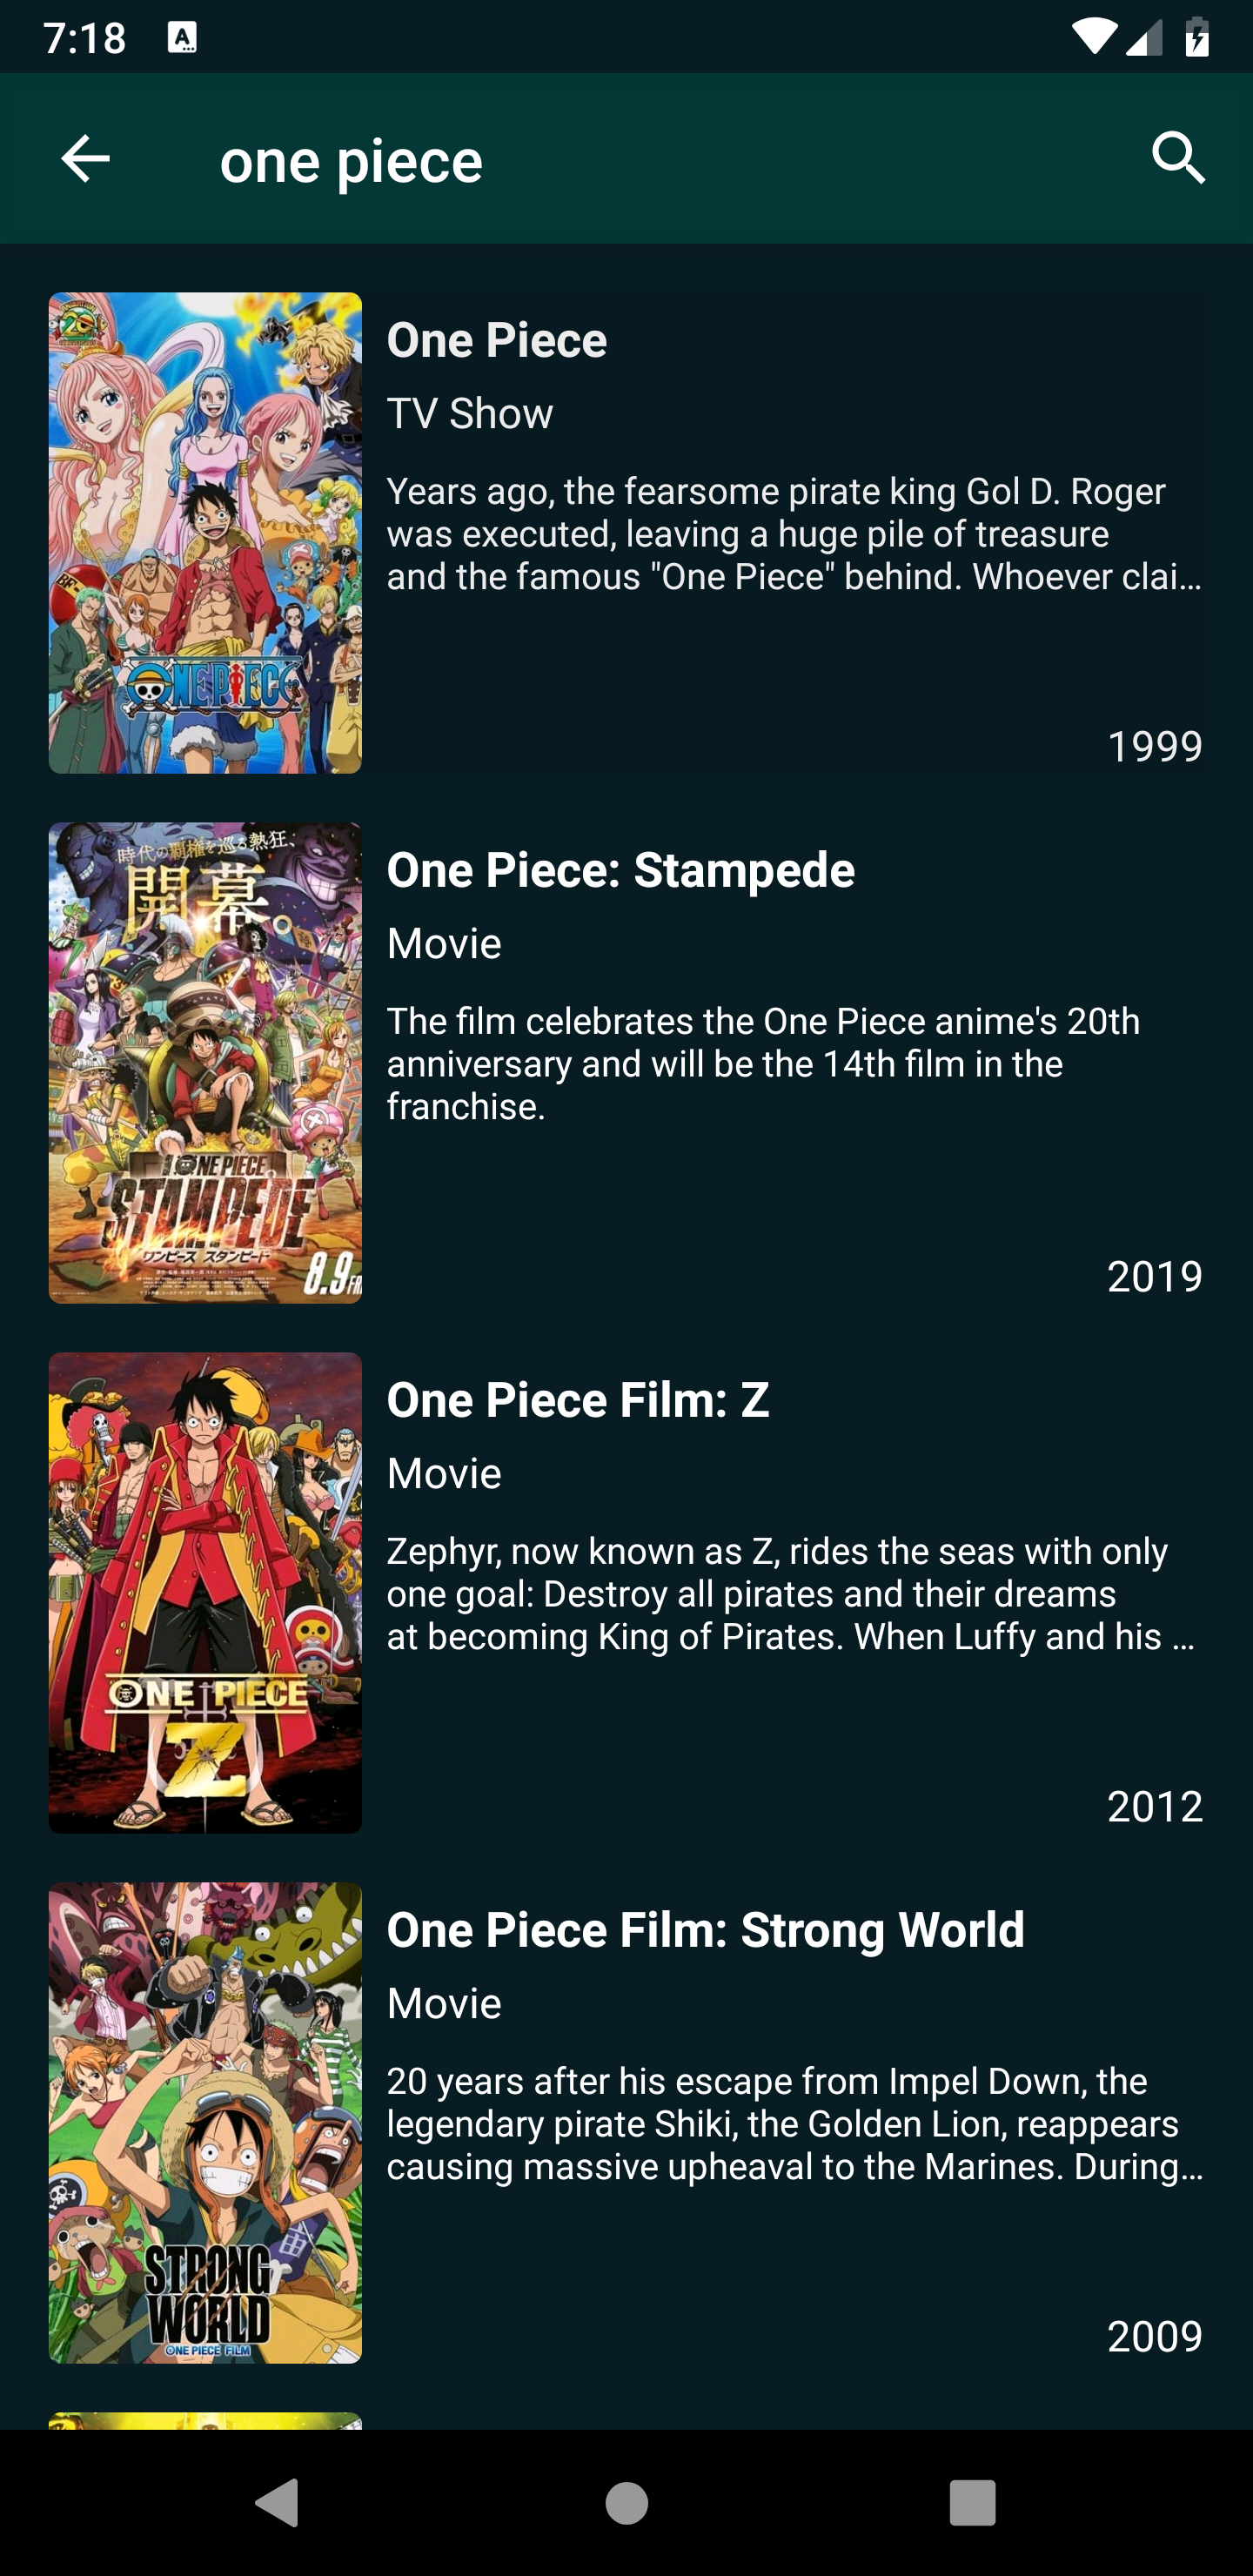 7:18
one piece
20
One Piece
TV Show
Years ago, the fearsome pirate king Gol D. Roger
was executed, leaving a huge pile of treasure
and the famous "One Piece" behind. Whoever clai…
BF
ONE PIECE
1999
時代の覇権を巡る熱狂、
開幕。
One Piece: Stampede
Movie
The film celebrates the One Piece anime's 20th
anniversary and will be the 14th film in the
franchise.
ONE PIECE
STAMPEDE
ワンピース スタンピード
8.9 FRI
2019
One Piece Film: Z
Movie
Zephyr, now known as Z, rides the seas with only
one goal: Destroy all pirates and their dreams
at becoming King of Pirates. When Luffy and his …
ONE PIECE
Z
2012
One Piece Film: Strong World
Movie
20 years after his escape from Impel Down, the
legendary pirate Shiki, the Golden Lion, reappears
causing massive upheaval to the Marines. During…
STRONG
WORLD
ONE PIECE FILM
2009